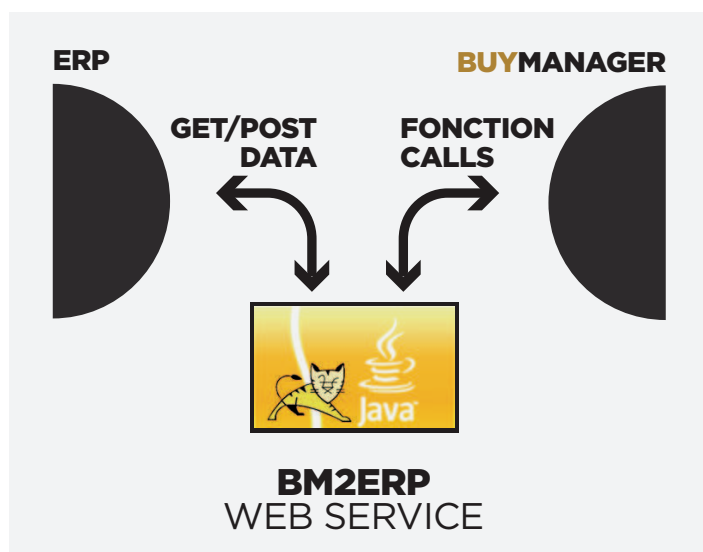 ERP
BUYMANAGER
GET/POST
DATA
FONCTION
CALLS
Java
BM2ERP
WEB SERVICE